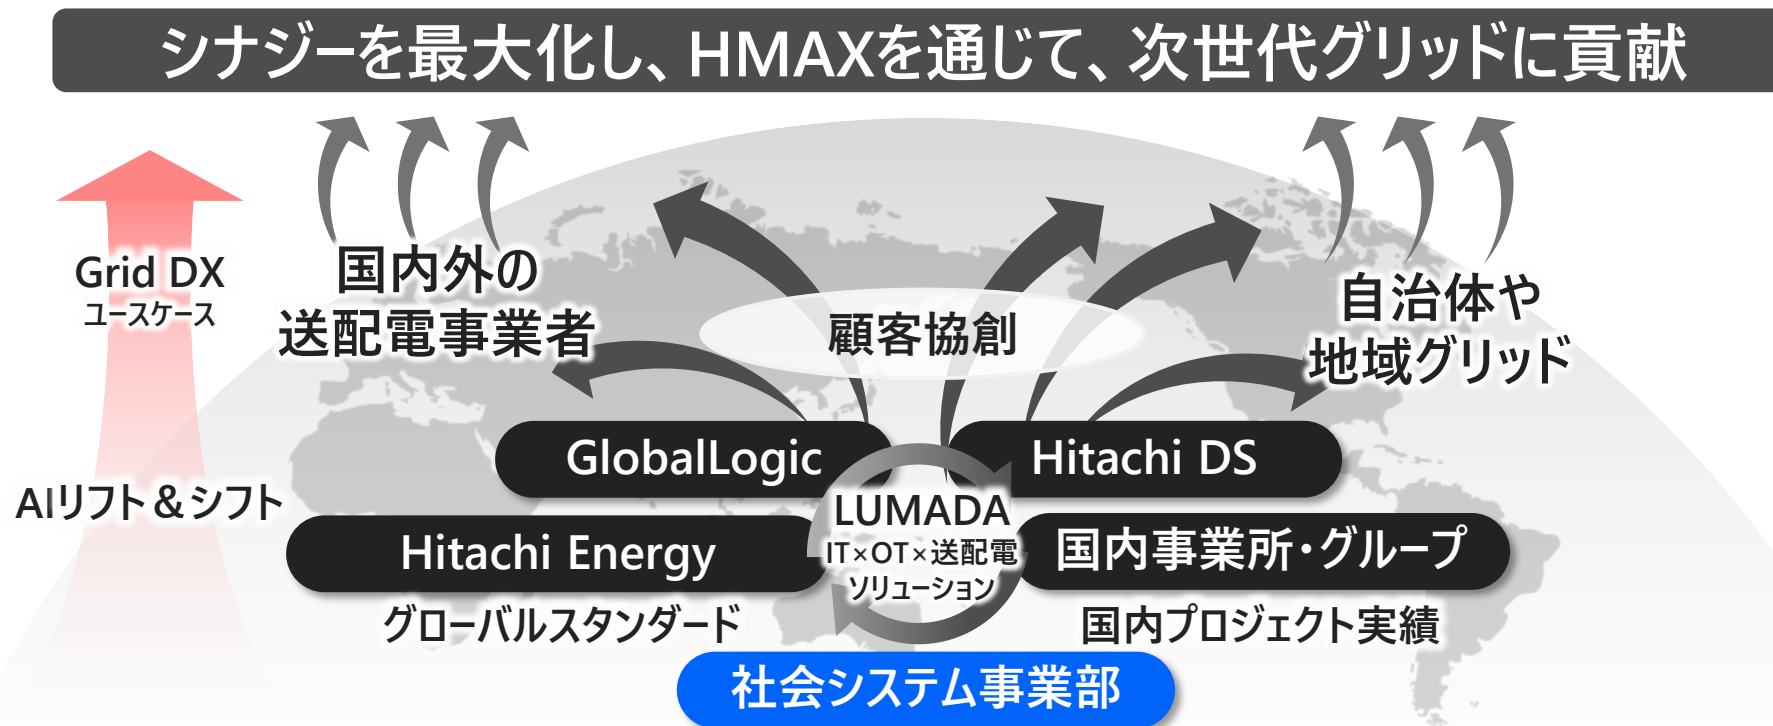 シナジーを最大化し、HMAXを通じて、次世代グリッドに貢献
Grid DX
ユースケース
国内外の
送配電事業者
顧客協創
自治体や
地域グリッド
AIリフト＆シフト
GlobalLogic
Hitachi DS
LUMADA
IT×OT×送配電
ソリューション
Hitachi Energy
国内事業所・グループ
グローバルスタンダード
国内プロジェクト実績
社会システム事業部